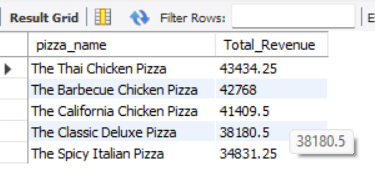 Result Grid Filter Rows: E
pizza_name Total_Revenue
The Thai Chicken Pizza 43434.25
The Barbecue Chicken Pizza 42768
The California Chicken Pizza 41409.5
The Classic Deluxe Pizza 38180.5
38180.5
The Spicy Italian Pizza 34831.25